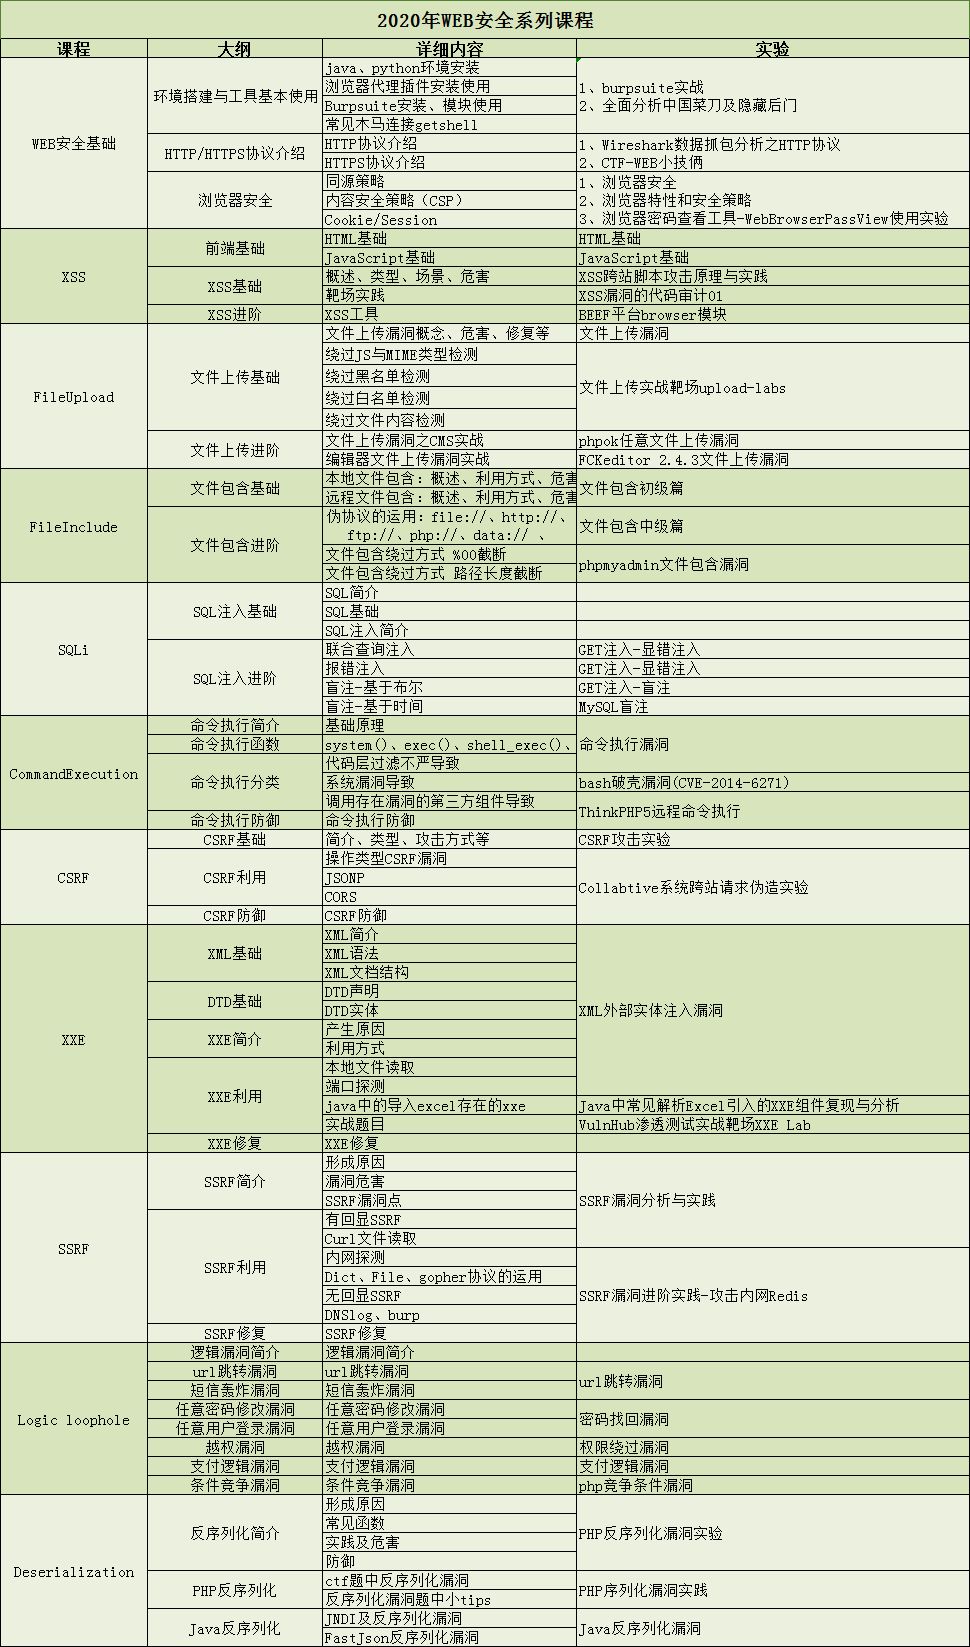 2020年WEB安全系列课程
课程 大纲 详细内容 实验
WEB安全基础
环境搭建与工具基本使用
java、python环境安装
浏览器代理插件安装使用
Burpsuite安装、模块使用
常见木马连接getshell
1、burpsuite实战
2、全面分析中国菜刀及隐藏后门
HTTP/HTTPS协议介绍
HTTP协议介绍
HTTPS协议介绍
1、Wireshark数据抓包分析之HTTP协议
2、CTF-WEB小技俩
浏览器安全
同源策略
内容安全策略（CSP）
Cookie/Session
1、浏览器安全
2、浏览器特性和安全策略
3、浏览器密码查看工具-WebBrowserPassView使用实验
XSS
前端基础
HTML基础 HTML基础
JavaScript基础 JavaScript基础
XSS基础
概述、类型、场景、危害 XSS跨站脚本攻击原理与实践
靶场实践 XSS漏洞的代码审计01
XSS进阶 XSS工具 BEEF平台browser模块
FileUpload
文件上传基础
文件上传漏洞概念、危害、修复等 文件上传漏洞
绕过JS与MIME类型检测
绕过黑名单检测
绕过白名单检测
绕过文件内容检测
文件上传实战靶场upload-labs
文件上传进阶
文件上传漏洞之CMS实战 phpok任意文件上传漏洞
编辑器文件上传漏洞实战 FCKeditor 2.4.3文件上传漏洞
FileInclude
文件包含基础
本地文件包含：概述、利用方式、危害
远程文件包含：概述、利用方式、危害
文件包含初级篇
文件包含进阶
伪协议的运用：file://、http://、
ftp://、php://、data:// 、
文件包含中级篇
文件包含绕过方式 %00截断
文件包含绕过方式 路径长度截断
phpmyadmin文件包含漏洞
SQLi
SQL注入基础
SQL简介
SQL基础
SQL注入简介
SQL注入进阶
联合查询注入 GET注入-显错注入
报错注入 GET注入-显错注入
盲注-基于布尔 GET注入-盲注
盲注-基于时间 MySQL盲注
CommandExecution
命令执行简介 基础原理
命令执行函数 system()、exec()、shell_exec()、
命令执行漏洞
命令执行分类
代码层过滤不严导致
系统漏洞导致 bash破壳漏洞(CVE-2014-6271)
调用存在漏洞的第三方组件导致
ThinkPHP5远程命令执行
命令执行防御 命令执行防御
CSRF
CSRF基础 简介、类型、攻击方式等 CSRF攻击实验
CSRF利用
操作类型CSRF漏洞
JSONP
CORS
Collabtive系统跨站请求伪造实验
CSRF防御 CSRF防御
XXE
XML基础
XML简介
XML语法
XML文档结构
DTD基础
DTD声明
DTD实体
XML外部实体注入漏洞
XXE简介
产生原因
利用方式
XXE利用
本地文件读取
端口探测
java中的导入excel存在的xxe Java中常见解析Excel引入的XXE组件复现与分析
实战题目 VulnHub渗透测试实战靶场XXE Lab
XXE修复 XXE修复
SSRF
SSRF简介
形成原因
漏洞危害
SSRF漏洞点
SSRF漏洞分析与实践
SSRF利用
有回显SSRF
Curl文件读取
内网探测
Dict、File、gopher协议的运用
无回显SSRF
DNSlog、burp
SSRF漏洞进阶实践-攻击内网Redis
SSRF修复 SSRF修复
Logic loophole
逻辑漏洞简介 逻辑漏洞简介
url跳转漏洞 url跳转漏洞
url跳转漏洞
短信轰炸漏洞 短信轰炸漏洞
任意密码修改漏洞 任意密码修改漏洞
密码找回漏洞
任意用户登录漏洞 任意用户登录漏洞
越权漏洞 越权漏洞 权限绕过漏洞
支付逻辑漏洞 支付逻辑漏洞 支付逻辑漏洞
条件竞争漏洞 条件竞争漏洞 php竞争条件漏洞
Deserialization
反序列化简介
形成原因
常见函数
实践及危害
防御
PHP反序列化漏洞实验
PHP反序列化
ctf题中反序列化漏洞
反序列化漏洞题中小tips
PHP序列化漏洞实践
Java反序列化
JNDI及反序列化漏洞
FastJson反序列化漏洞
Java反序列化漏洞